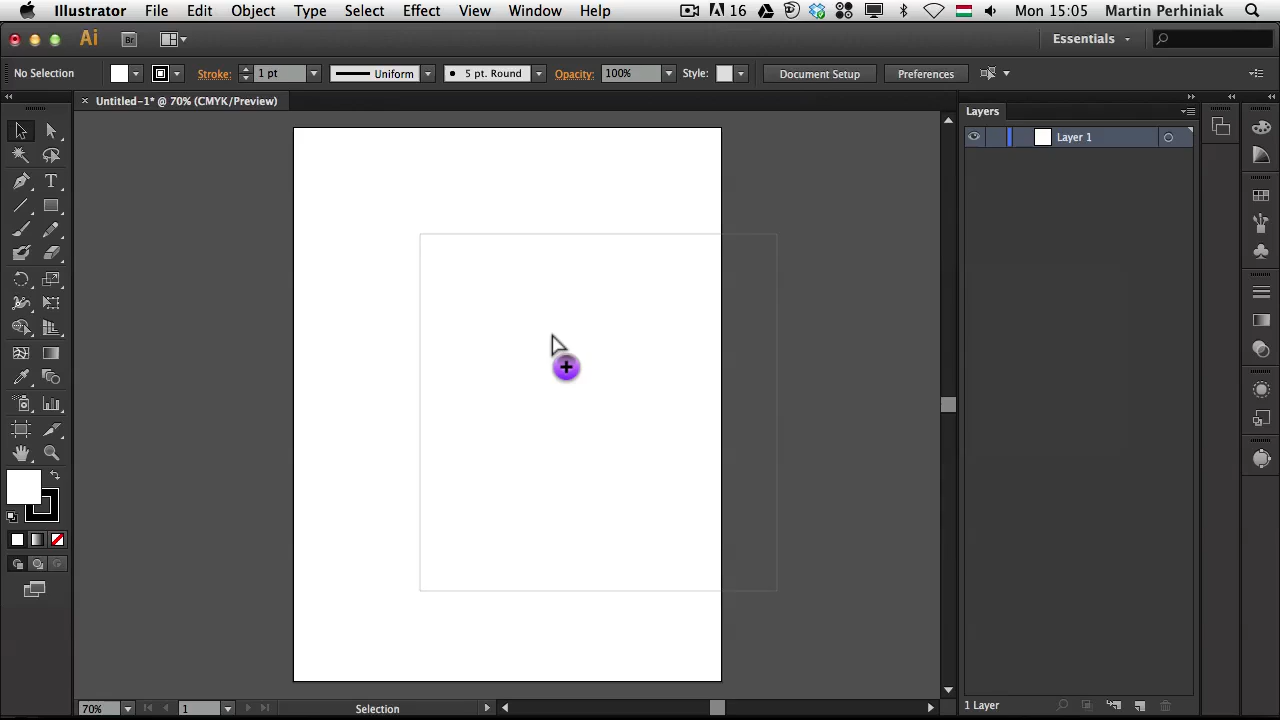 Illustrator File Edit Object Type Select Effect View Window Help 16 Mon 15:05 Martin Perhiniak
Ai Br Essentials
No Selection Stroke: 1 pt Uniform 5 pt. Round Opacity: 100% Style: Document Setup Preferences
× Untitled-1* @ 70% (CMYK/Preview) Layers
Layer 1
T
70% 1 Selection 1 Layer